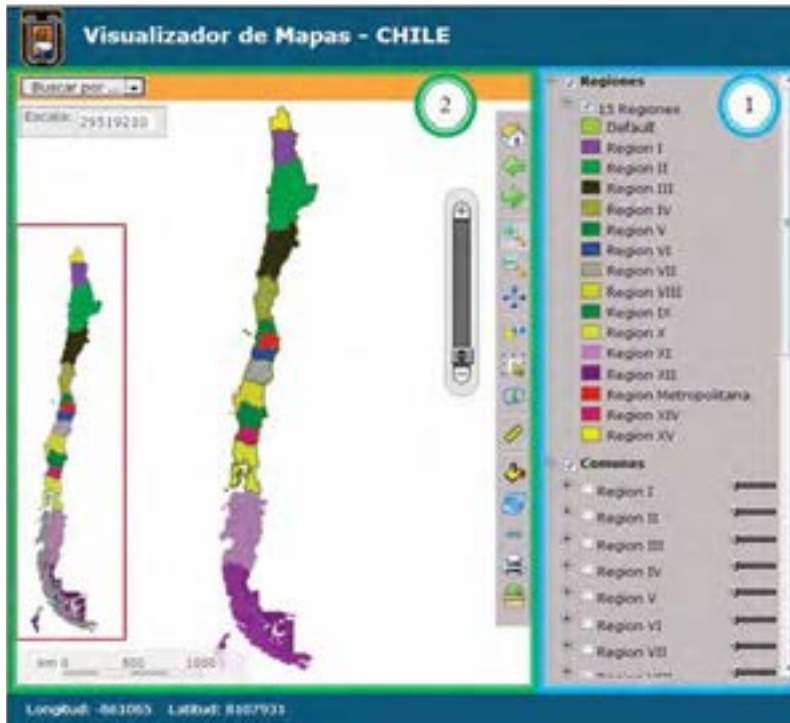 Visualizador de Mapas - CHILE
Buscar por ...
Escala: 29519210
2
1
Regiones
15 Regiones
Default
Region I
Region II
Region III
Region IV
Region V
Region VI
Region VII
Region VIII
Region IX
Region X
Region XI
Region XII
Region Metropolitana
Region XIV
Region XV
Comunas
Region I
Region II
Region III
Region IV
Region V
Region VI
Region VII
km 0 500 1000
Longitud: -863065 Latitud: 8107931